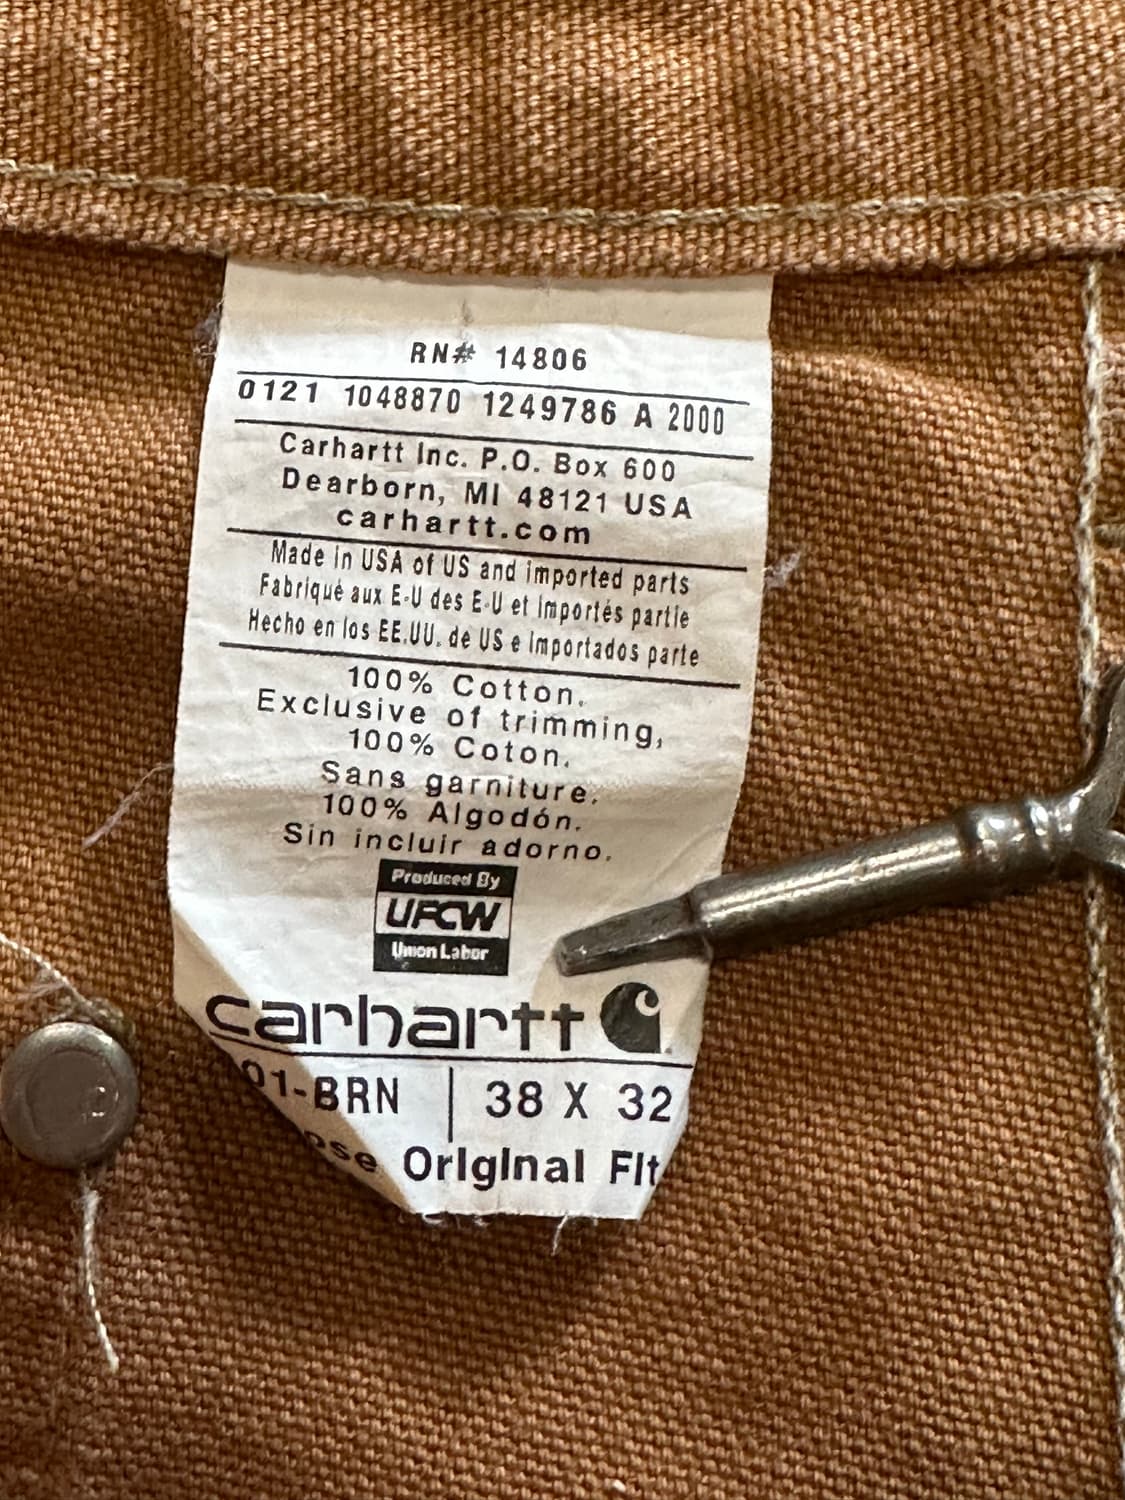 RN# 14806
0121 1048870 1249786 A 2000
Carhartt Inc. P.O. Box 600
Dearborn, MI 48121 USA
carhartt.com
Made in USA of US and imported parts
Fabriqué aux E-U des E-U et importés partie
Hecho en los EE.UU. de US e Importados parte
100% Cotton.
Exclusive of trimming,
100% Coton.
Sans garniture.
100% Algodón.
Sin incluir adorno.
Produced By
UFCW
Union Labor
carhartt
01-BRN 38 X 32
Original Fit